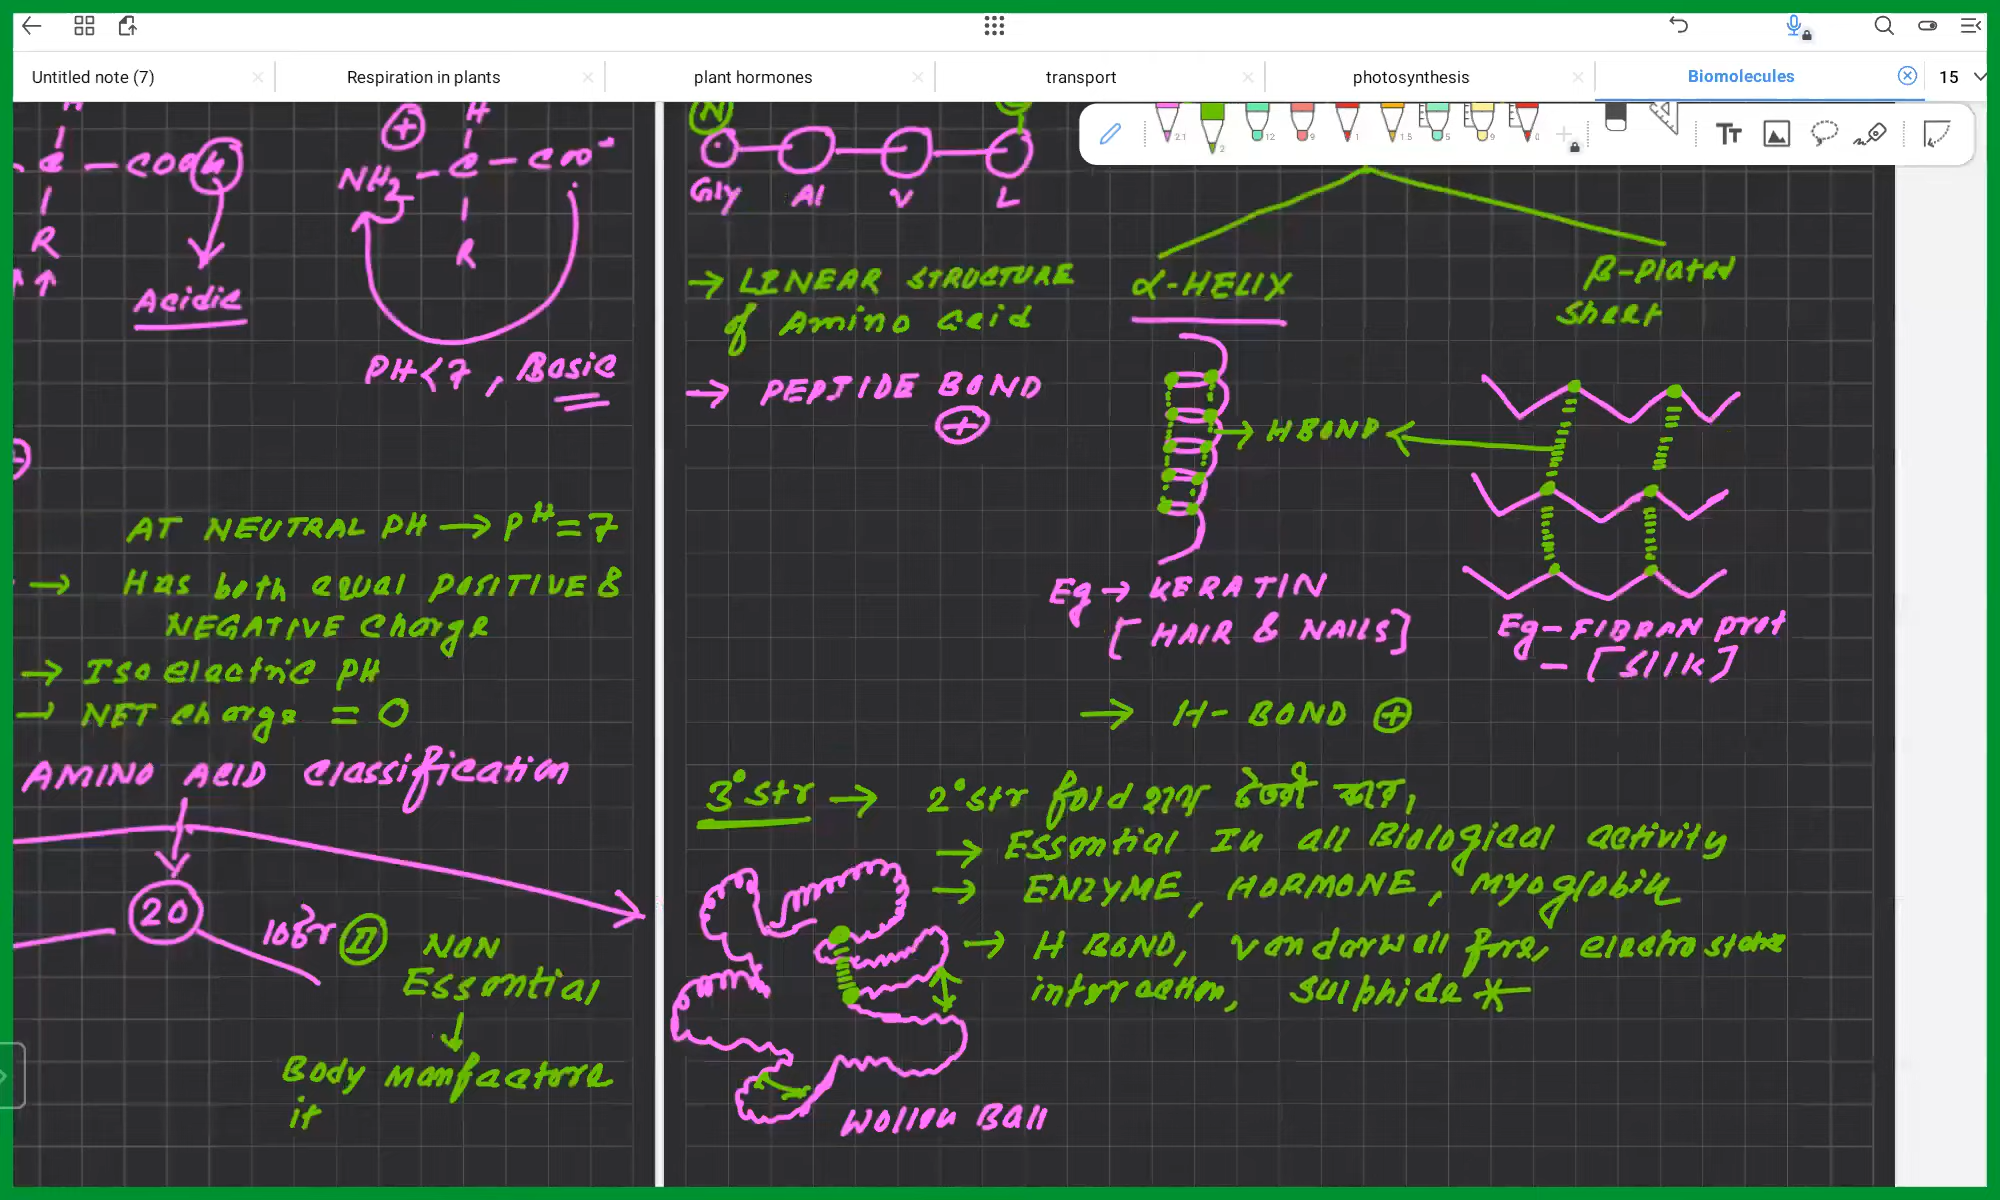 Untitled note (7)
Respiration in plants
plant hormones
transport
photosynthesis
Biomolecules
15
H
C — COOH
R
Acidic
+
H
NH2 - C - COO-
R
PH<7, Basic
AT NEUTRAL PH → PH=7
→ Has both equal POSITIVE &
NEGATIVE Charge
→ Iso electric PH
→ NET Charge = 0
AMINO ACID Classification
20
II NON
Essential
Body manfacture
it
N
Gly Al V L
→ LINEAR STRUCTURE
of Amino acid
→ PEPTIDE BOND
+
α-HELIX
β-plated
Sheet
→ H BOND ←
Eg → KERATIN
[HAIR & NAILS]
Eg - FIBRAN prot
- [Silk]
→ H- BOND +
3° Str → 2° str fold
→ Essential In all Biological activity
→ ENZYME, HORMONE, myoglobin
→ H BOND, vandarwall
interaction, Sulphide *
Wollen Ball